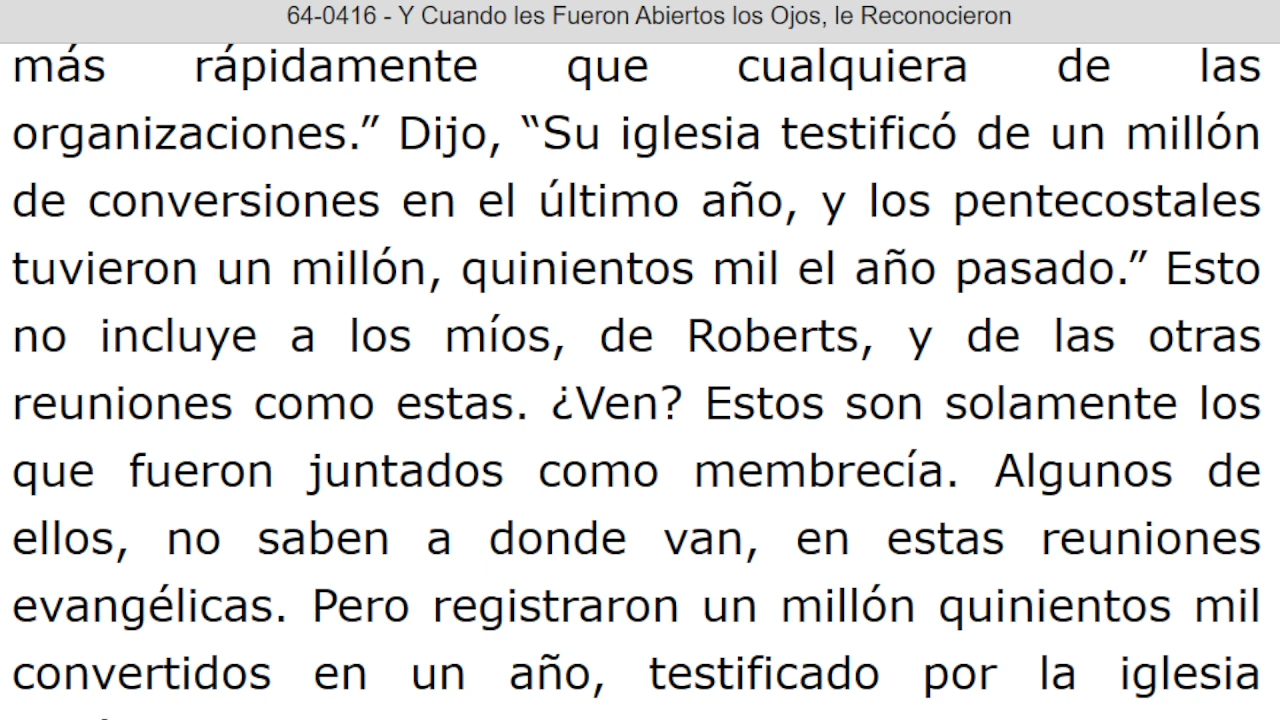 64-0416 - Y Cuando les Fueron Abiertos los Ojos, le Reconocieron
más rápidamente que cualquiera de las
organizaciones.” Dijo, “Su iglesia testificó de un millón
de conversiones en el último año, y los pentecostales
tuvieron un millón, quinientos mil el año pasado.” Esto
no incluye a los míos, de Roberts, y de las otras
reuniones como estas. ¿Ven? Estos son solamente los
que fueron juntados como membrecía. Algunos de
ellos, no saben a donde van, en estas reuniones
evangélicas. Pero registraron un millón quinientos mil
convertidos en un año, testificado por la iglesia